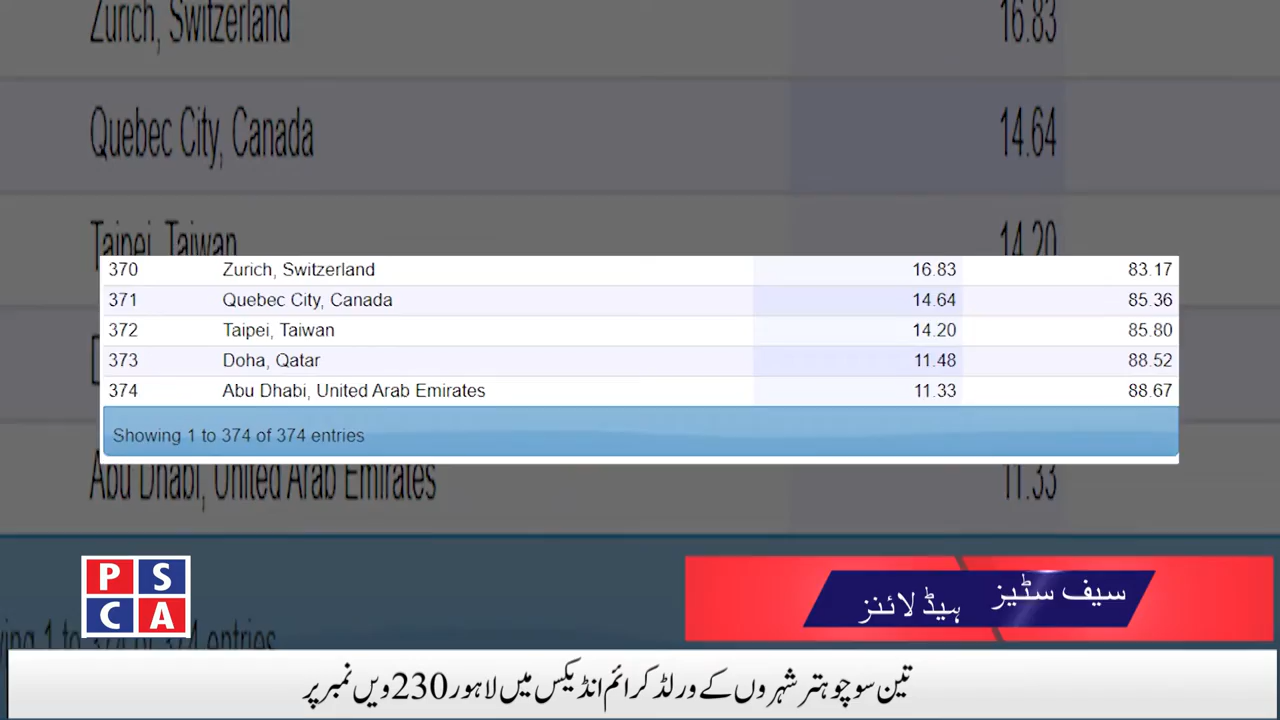 Zurich, Switzerland 16.83
Quebec City, Canada 14.64
Taipei, Taiwan 14.20
370 Zurich, Switzerland 16.83 83.17
371 Quebec City, Canada 14.64 85.36
372 Taipei, Taiwan 14.20 85.80
373 Doha, Qatar 11.48 88.52
374 Abu Dhabi, United Arab Emirates 11.33 88.67
Showing 1 to 374 of 374 entries
Abu Dhabi, United Arab Emirates 11.33
P S
C A
سیف سٹیز ہیڈ لائنز
تین سو چوہتر شہروں کے ورلڈ کرائم انڈیکس میں لاہور 230 ویں نمبر پر